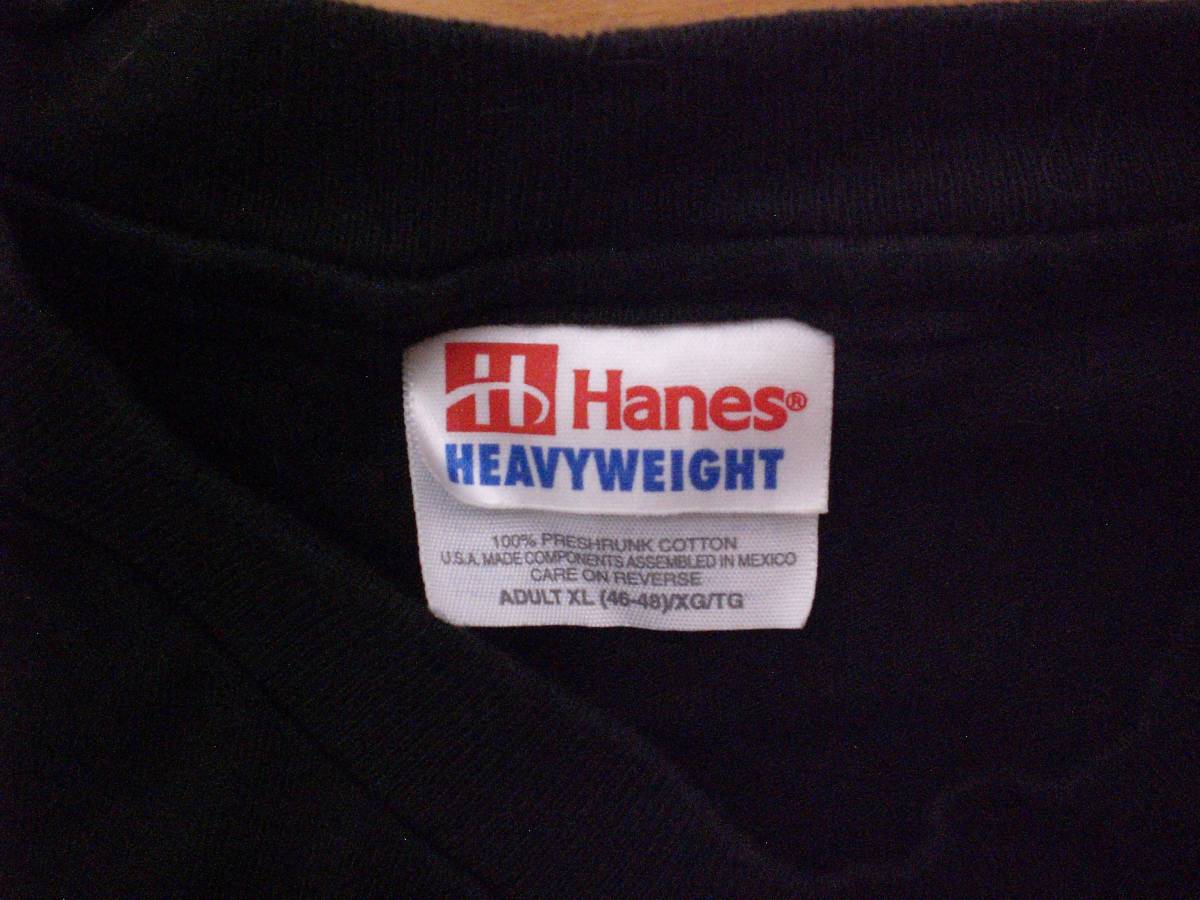 H Hanes®
HEAVYWEIGHT
100% PRESHRUNK COTTON
U.S.A. MADE COMPONENTS ASSEMBLED IN MEXICO
CARE ON REVERSE
ADULT XL (46-48)/XG/TG